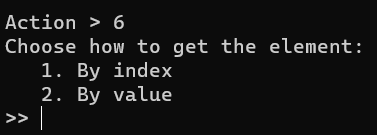 Action > 6
Choose how to get the element:
   1. By index
   2. By value
>>